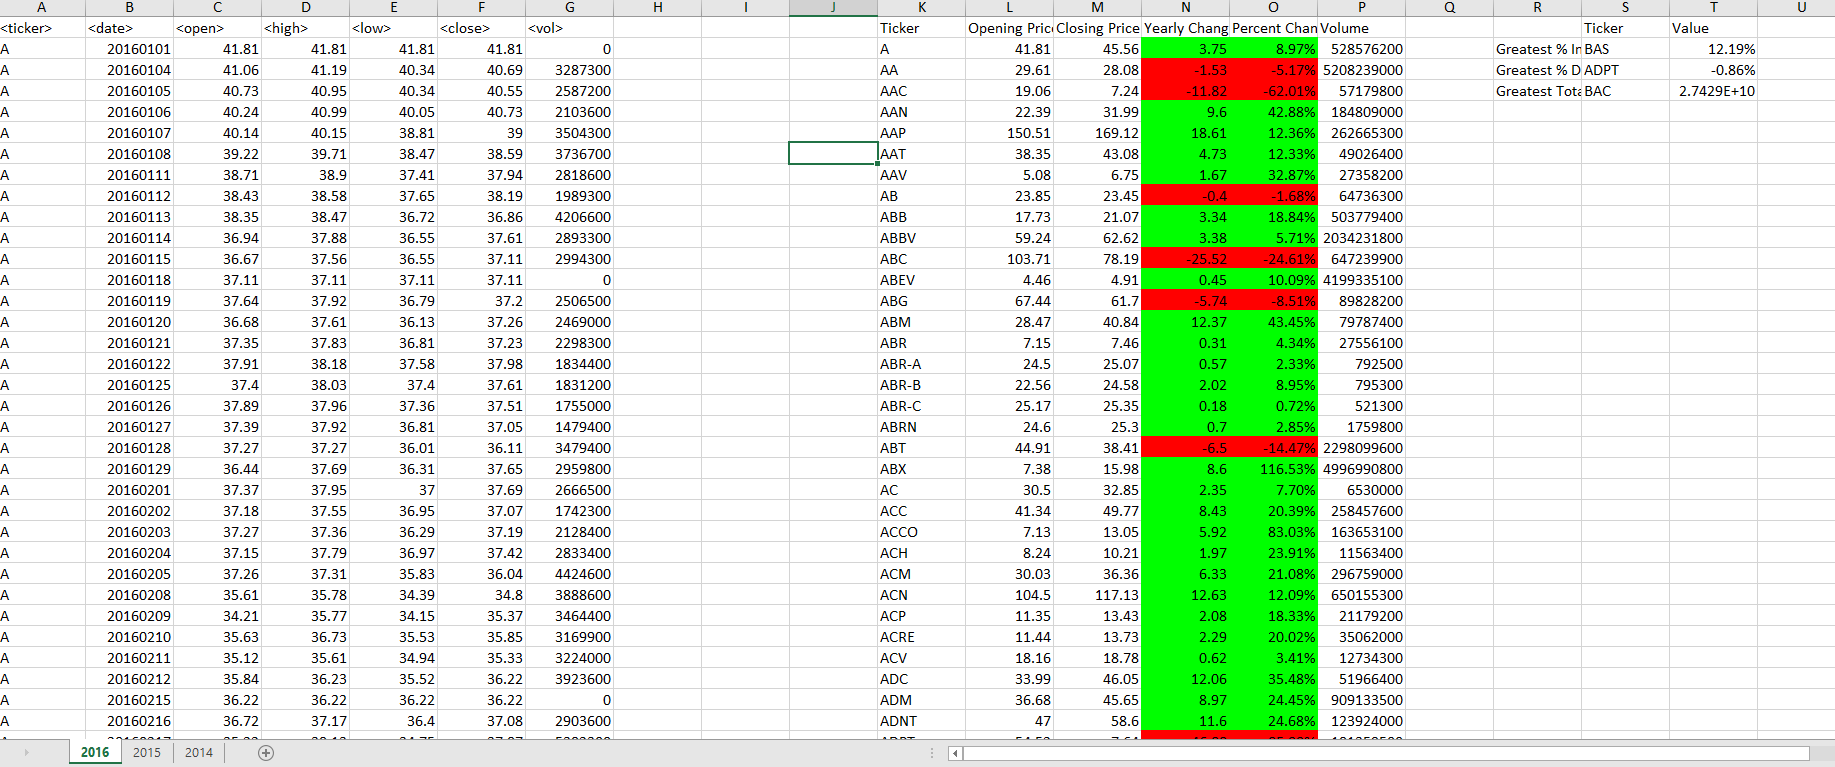 A B C D E F G H I J K L M N O P Q R S T U
<ticker> <date> <open> <high> <low> <close> <vol> Ticker Opening Pric Closing Price Yearly Chang Percent Chan Volume Ticker Value
A 20160101 41.81 41.81 41.81 41.81 0 A 41.81 45.56 3.75 8.97% 528576200 Greatest % In BAS 12.19%
A 20160104 41.06 41.19 40.34 40.69 3287300 AA 29.61 28.08 -1.53 -5.17% 5208239000 Greatest % D ADPT -0.86%
A 20160105 40.73 40.95 40.34 40.55 2587200 AAC 19.06 7.24 -11.82 -62.01% 57179800 Greatest Tota BAC 2.7429E+10
A 20160106 40.24 40.99 40.05 40.73 2103600 AAN 22.39 31.99 9.6 42.88% 184809000
A 20160107 40.14 40.15 38.81 39 3504300 AAP 150.51 169.12 18.61 12.36% 262665300
A 20160108 39.22 39.71 38.47 38.59 3736700 AAT 38.35 43.08 4.73 12.33% 49026400
A 20160111 38.71 38.9 37.41 37.94 2818600 AAV 5.08 6.75 1.67 32.87% 27358200
A 20160112 38.43 38.58 37.65 38.19 1989300 AB 23.85 23.45 -0.4 -1.68% 64736300
A 20160113 38.35 38.47 36.72 36.86 4206600 ABB 17.73 21.07 3.34 18.84% 503779400
A 20160114 36.94 37.88 36.55 37.61 2893300 ABBV 59.24 62.62 3.38 5.71% 2034231800
A 20160115 36.67 37.56 36.55 37.11 2994300 ABC 103.71 78.19 -25.52 -24.61% 647239900
A 20160118 37.11 37.11 37.11 37.11 0 ABEV 4.46 4.91 0.45 10.09% 4199335100
A 20160119 37.64 37.92 36.79 37.2 2506500 ABG 67.44 61.7 -5.74 -8.51% 89828200
A 20160120 36.68 37.61 36.13 37.26 2469000 ABM 28.47 40.84 12.37 43.45% 79787400
A 20160121 37.35 37.83 36.81 37.23 2298300 ABR 7.15 7.46 0.31 4.34% 27556100
A 20160122 37.91 38.18 37.58 37.98 1834400 ABR-A 24.5 25.07 0.57 2.33% 792500
A 20160125 37.4 38.03 37.4 37.61 1831200 ABR-B 22.56 24.58 2.02 8.95% 795300
A 20160126 37.89 37.96 37.36 37.51 1755000 ABR-C 25.17 25.35 0.18 0.72% 521300
A 20160127 37.39 37.92 36.81 37.05 1479400 ABRN 24.6 25.3 0.7 2.85% 1759800
A 20160128 37.27 37.27 36.01 36.11 3479400 ABT 44.91 38.41 -6.5 -14.47% 2298099600
A 20160129 36.44 37.69 36.31 37.65 2959800 ABX 7.38 15.98 8.6 116.53% 4996990800
A 20160201 37.37 37.95 37 37.69 2666500 AC 30.5 32.85 2.35 7.70% 6530000
A 20160202 37.18 37.55 36.95 37.07 1742300 ACC 41.34 49.77 8.43 20.39% 258457600
A 20160203 37.27 37.36 36.29 37.19 2128400 ACCO 7.13 13.05 5.92 83.03% 163653100
A 20160204 37.15 37.79 36.97 37.42 2833400 ACH 8.24 10.21 1.97 23.91% 11563400
A 20160205 37.26 37.31 35.83 36.04 4424600 ACM 30.03 36.36 6.33 21.08% 296759000
A 20160208 35.61 35.78 34.39 34.8 3888600 ACN 104.5 117.13 12.63 12.09% 650155300
A 20160209 34.21 35.77 34.15 35.37 3464400 ACP 11.35 13.43 2.08 18.33% 21179200
A 20160210 35.63 36.73 35.53 35.85 3169900 ACRE 11.44 13.73 2.29 20.02% 35062000
A 20160211 35.12 35.61 34.94 35.33 3224000 ACV 18.16 18.78 0.62 3.41% 12734300
A 20160212 35.84 36.23 35.52 36.22 3923600 ADC 33.99 46.05 12.06 35.48% 51966400
A 20160215 36.22 36.22 36.22 36.22 0 ADM 36.68 45.65 8.97 24.45% 909133500
A 20160216 36.72 37.17 36.4 37.08 2903600 ADNT 47 58.6 11.6 24.68% 123924000
2016 2015 2014